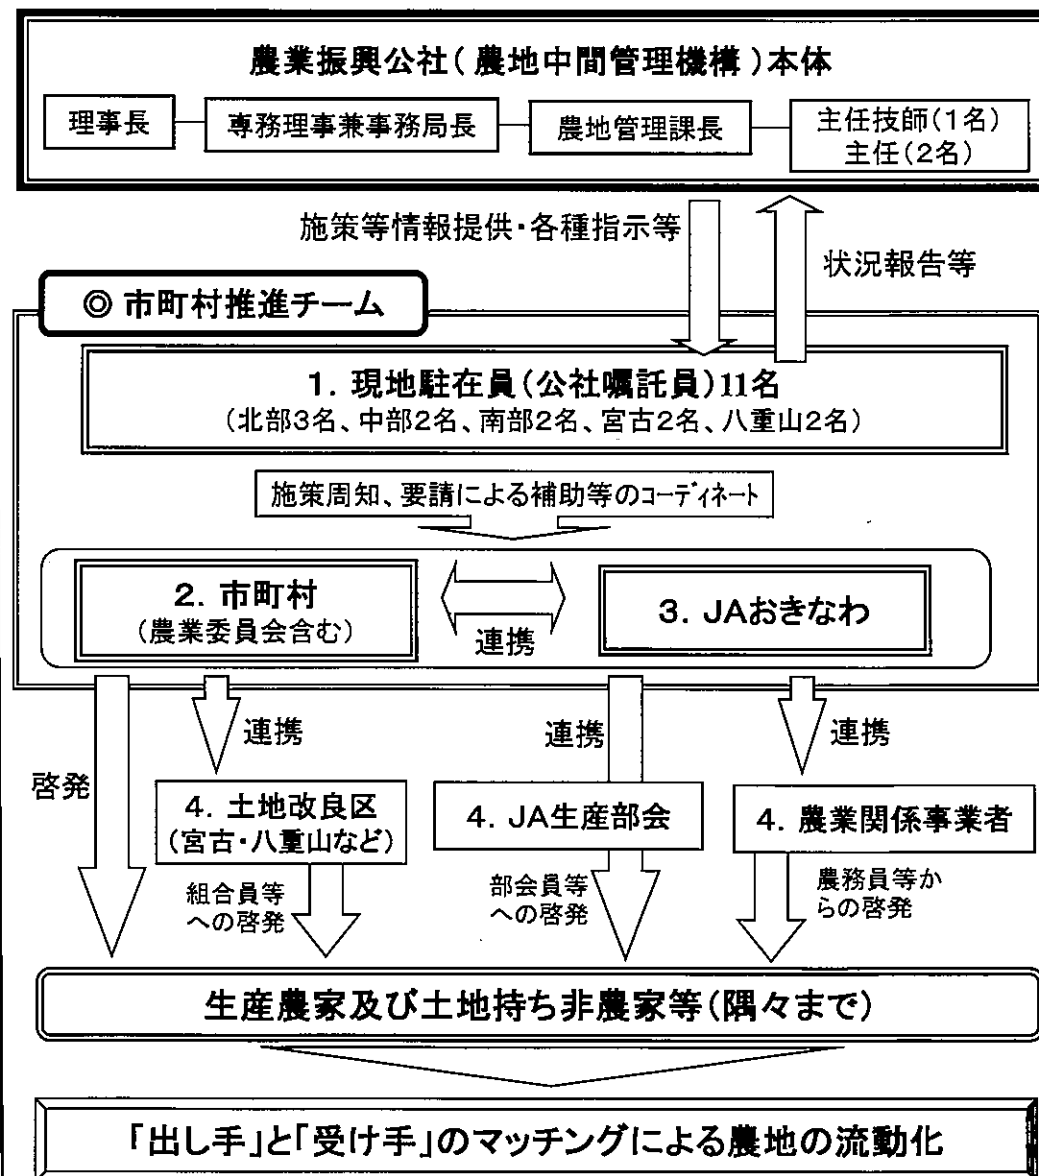 農業振興公社(農地中間管理機構)本体
理事長
専務理事兼事務局長
農地管理課長
主任技師(1名)
主任(2名)
施策等情報提供・各種指示等
状況報告等
◎ 市町村推進チーム
1. 現地駐在員(公社嘱託員)11名
(北部3名、中部2名、南部2名、宮古2名、八重山2名)
施策周知、要請による補助等のコーディネート
2. 市町村
(農業委員会含む)
連携
3. JAおきなわ
啓発
連携
連携
連携
4. 土地改良区
(宮古・八重山など)
4. JA生産部会
4. 農業関係事業者
組合員等
への啓発
部会員等
への啓発
農務員等か
らの啓発
生産農家及び土地持ち非農家等(隅々まで)
「出し手」と「受け手」のマッチングによる農地の流動化